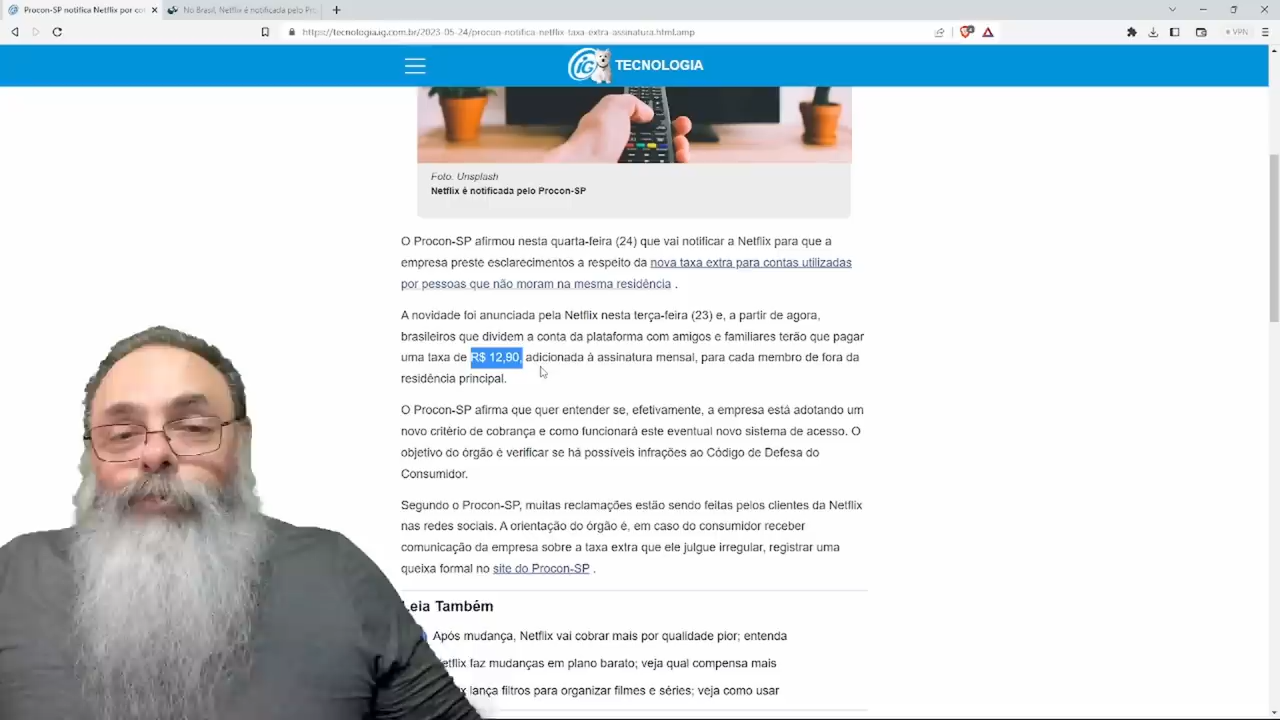 Procon-SP notifica Netflix por co
No Brasil, Netflix é notificada pelo Pro
https://tecnologia.ig.com.br/2023-05-24/procon-notifica-netflix-taxa-extra-assinatura.html.amp
VPN
iG TECNOLOGIA
Foto: Unsplash
Netflix é notificada pelo Procon-SP
O Procon-SP afirmou nesta quarta-feira (24) que vai notificar a Netflix para que a
empresa preste esclarecimentos a respeito da nova taxa extra para contas utilizadas
por pessoas que não moram na mesma residência .
A novidade foi anunciada pela Netflix nesta terça-feira (23) e, a partir de agora,
brasileiros que dividem a conta da plataforma com amigos e familiares terão que pagar
uma taxa de R$ 12,90, adicionada à assinatura mensal, para cada membro de fora da
residência principal.
O Procon-SP afirma que quer entender se, efetivamente, a empresa está adotando um
novo critério de cobrança e como funcionará este eventual novo sistema de acesso. O
objetivo do órgão é verificar se há possíveis infrações ao Código de Defesa do
Consumidor.
Segundo o Procon-SP, muitas reclamações estão sendo feitas pelos clientes da Netflix
nas redes sociais. A orientação do órgão é, em caso do consumidor receber
comunicação da empresa sobre a taxa extra que ele julgue irregular, registrar uma
queixa formal no site do Procon-SP .
Leia Também
Após mudança, Netflix vai cobrar mais por qualidade pior; entenda
etflix faz mudanças em plano barato; veja qual compensa mais
x lança filtros para organizar filmes e séries; veja como usar